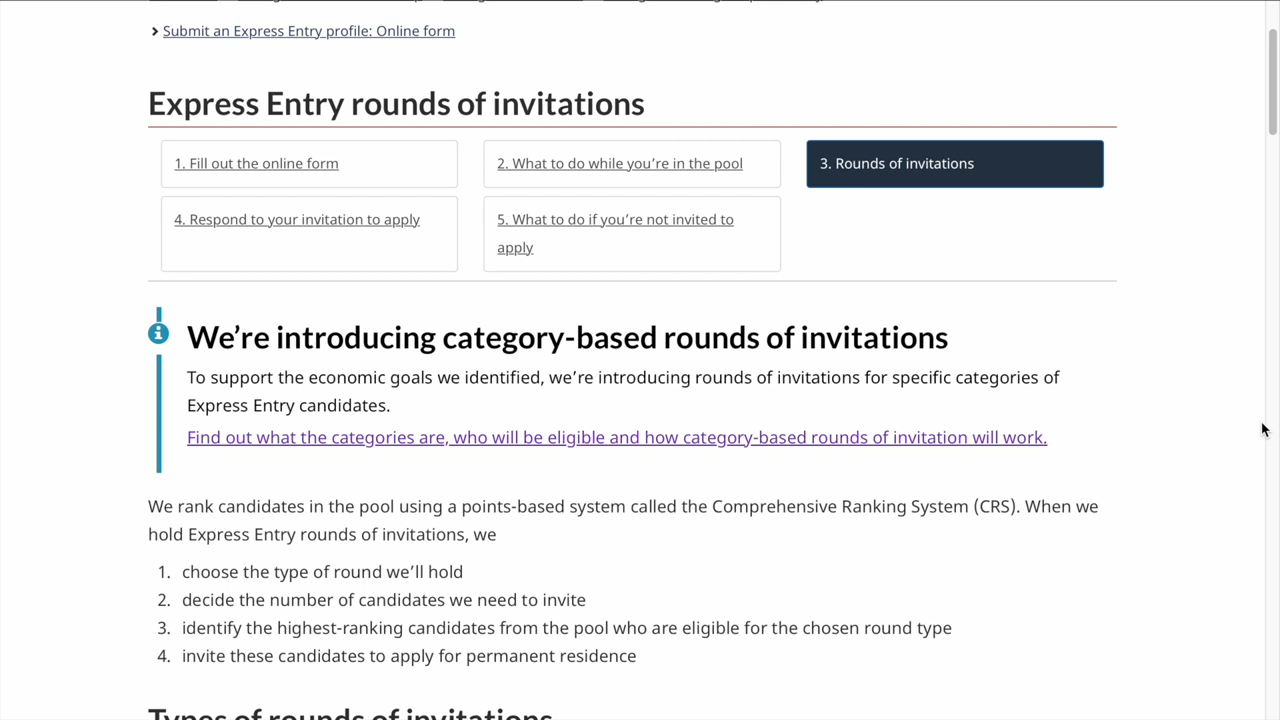 Submit an Express Entry profile: Online form
Express Entry rounds of invitations
1. Fill out the online form
2. What to do while you’re in the pool
3. Rounds of invitations
4. Respond to your invitation to apply
5. What to do if you’re not invited to
apply
We’re introducing category-based rounds of invitations
To support the economic goals we identified, we’re introducing rounds of invitations for specific categories of
Express Entry candidates.
Find out what the categories are, who will be eligible and how category-based rounds of invitation will work.
We rank candidates in the pool using a points-based system called the Comprehensive Ranking System (CRS). When we
hold Express Entry rounds of invitations, we
1. choose the type of round we’ll hold
2. decide the number of candidates we need to invite
3. identify the highest-ranking candidates from the pool who are eligible for the chosen round type
4. invite these candidates to apply for permanent residence
Types of rounds of invitations